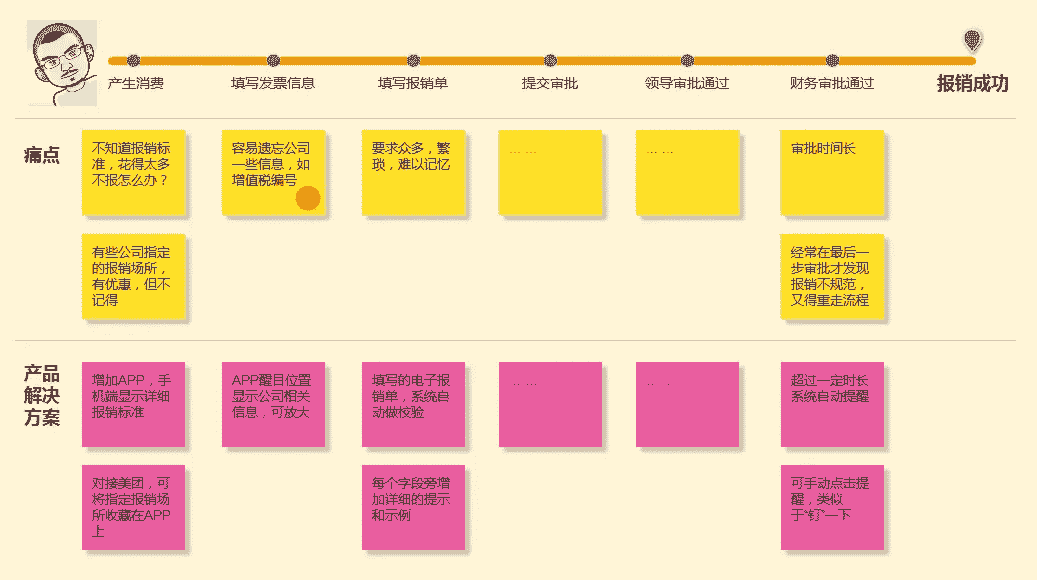 产生消费
填写发票信息
填写报销单
提交审批
领导审批通过
财务审批通过
报销成功
痛点
不知道报销标
准，花得太多
不报怎么办？
容易遗忘公司
一些信息，如
增值税编号
要求众多，繁
琐，难以记忆
... ...
... ...
审批时间长
有些公司指定
的报销场所，
有优惠，但不
记得
经常在最后一
步审批才发现
报销不规范，
又得重走流程
产品
解决
方案
增加APP，手
机端显示详细
报销标准
APP醒目位置
显示公司相关
信息，可放大
填写的电子报
销单，系统自
动做校验
... ...
... ...
超过一定时长
系统自动提醒
对接美团，可
将指定报销场
所收藏在APP
上
每个字段旁增
加详细的提示
和示例
可手动点击提
醒，类似
于“钉”一下